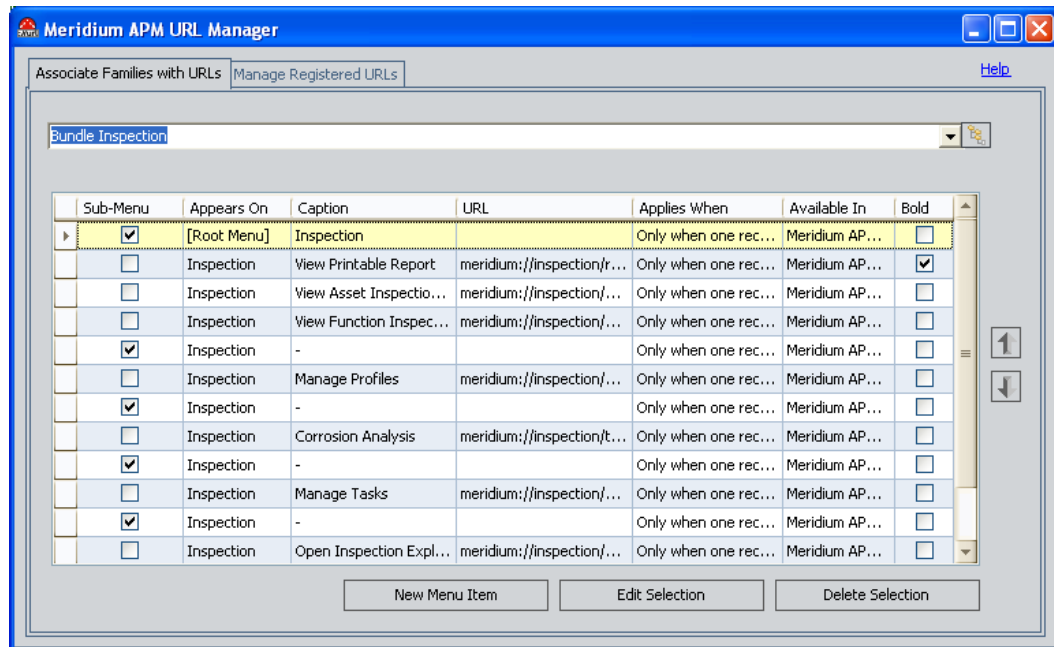 Meridium APM URL Manager
Associate Families with URLs Manage Registered URLs Help
Bundle Inspection
Sub-Menu Appears On Caption URL Applies When Available In Bold
[Root Menu] Inspection Only when one rec... Meridium AP...
Inspection View Printable Report meridium://inspection/r... Only when one rec... Meridium AP...
Inspection View Asset Inspectio... meridium://inspection/... Only when one rec... Meridium AP...
Inspection View Function Inspec... meridium://inspection/... Only when one rec... Meridium AP...
Inspection - Only when one rec... Meridium AP...
Inspection Manage Profiles meridium://inspection/... Only when one rec... Meridium AP...
Inspection - Only when one rec... Meridium AP...
Inspection Corrosion Analysis meridium://inspection/t... Only when one rec... Meridium AP...
Inspection - Only when one rec... Meridium AP...
Inspection Manage Tasks meridium://inspection/... Only when one rec... Meridium AP...
Inspection - Only when one rec... Meridium AP...
Inspection Open Inspection Expl... meridium://inspection/... Only when one rec... Meridium AP...
New Menu Item Edit Selection Delete Selection